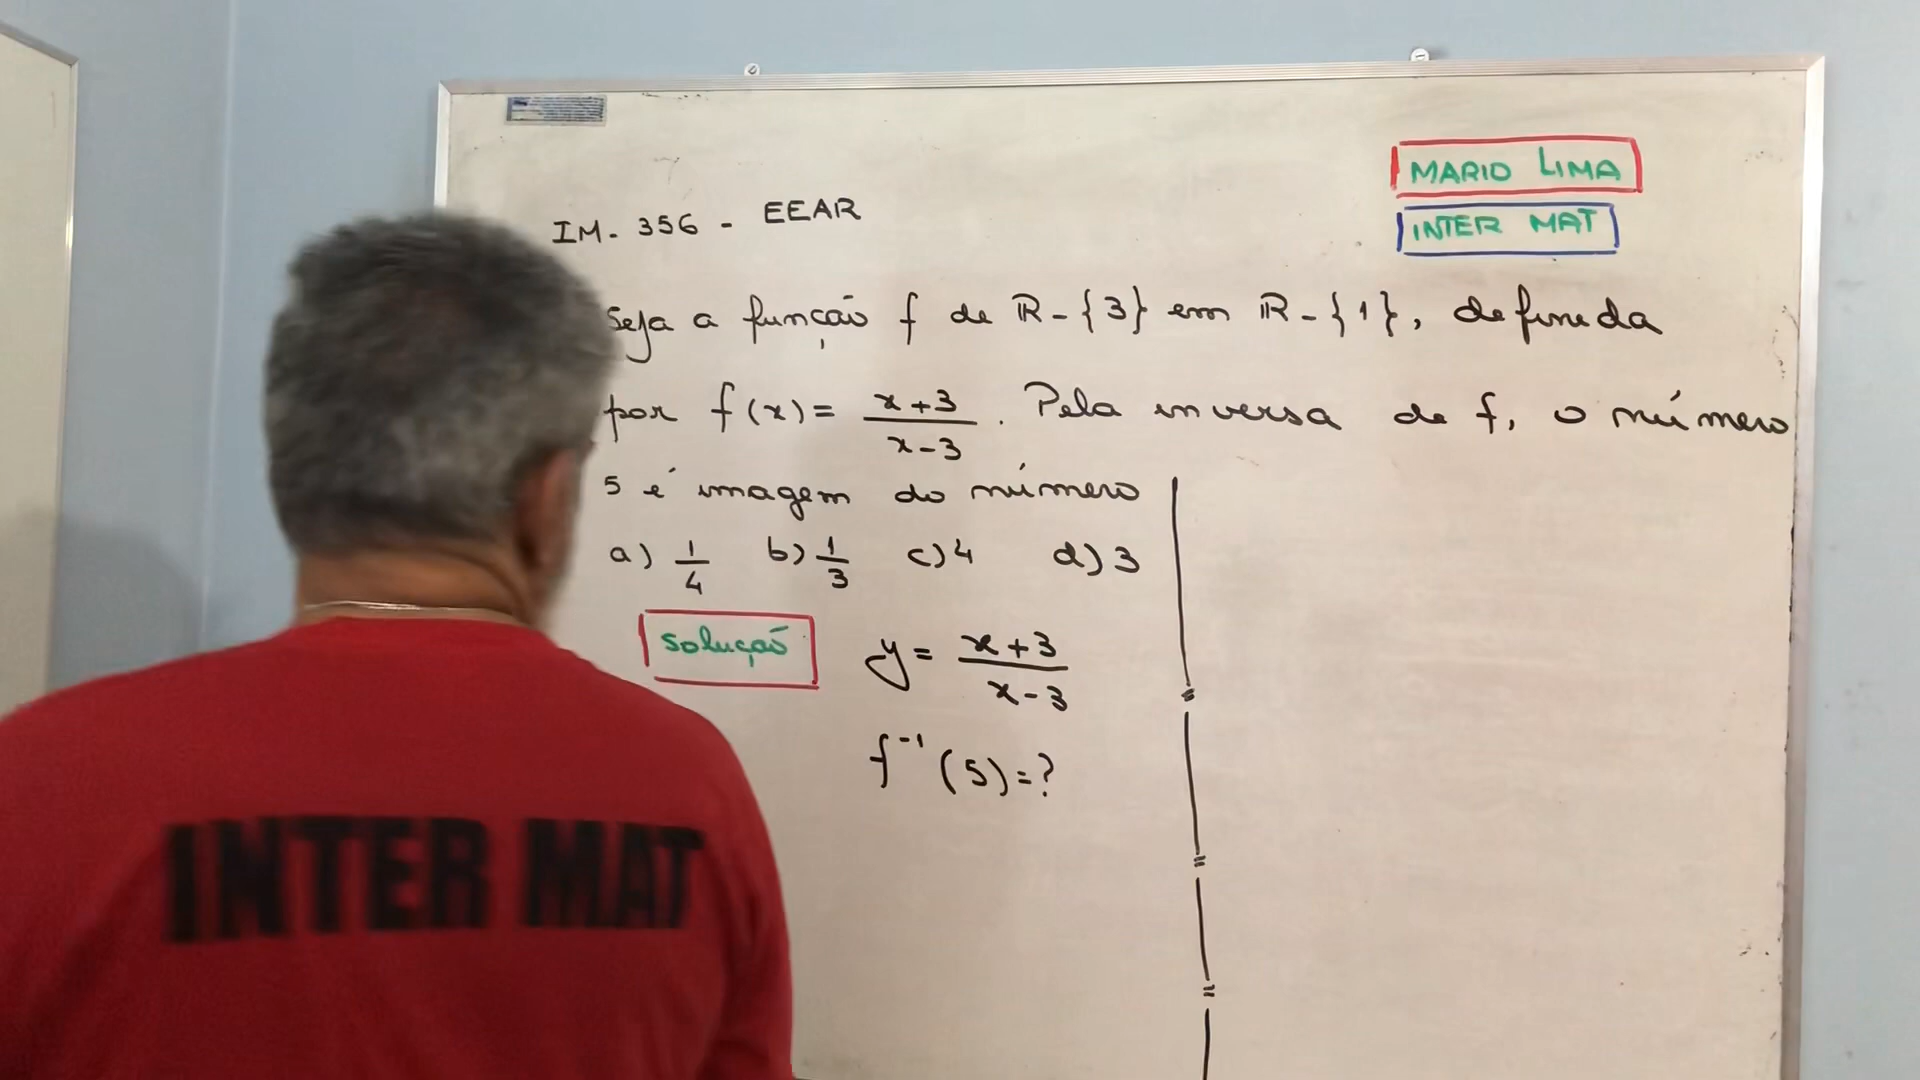 MARIO LIMA
INTER MAT
IM. 356 - EEAR
Seja a função f de ℝ-{3} em ℝ-{1}, definida
por f(x)= (x+3)/(x-3). Pela inversa de f, o número
5 é imagem do número
a) 1/4 b) 1/3 c) 4 d) 3
Solução
y = (x+3)/(x-3)
f⁻¹(5)=?
INTER MAT